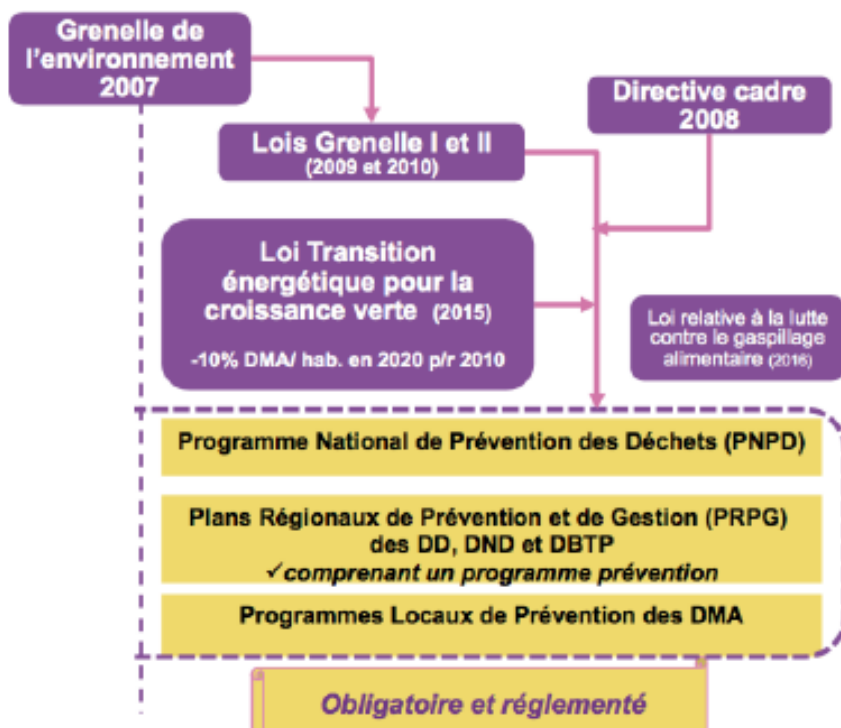 Grenelle de
l'environnement
2007
Directive cadre
2008
Lois Grenelle I et II
(2009 et 2010)
Loi Transition
énergétique pour la
croissance verte (2015)
-10% DMA/ hab. en 2020 p/r 2010
Loi relative à la lutte
contre le gaspillage
alimentaire (2016)
Programme National de Prévention des Déchets (PNPD)
Plans Régionaux de Prévention et de Gestion (PRPG)
des DD, DND et DBTP
✓comprenant un programme prévention
Programmes Locaux de Prévention des DMA
Obligatoire et réglementé